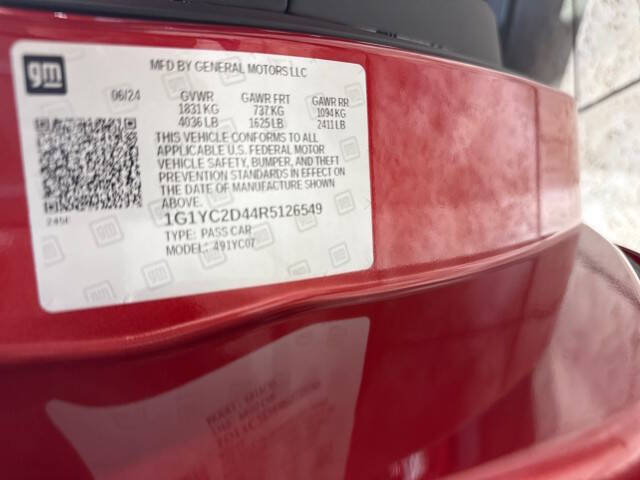 gm
MFD BY GENERAL MOTORS LLC
06/24 GVWR GAWR FRT GAWR RR
1831 KG 737 KG 1094 KG
4036 LB 1625 LB 2411 LB
THIS VEHICLE CONFORMS TO ALL
APPLICABLE U.S. FEDERAL MOTOR
VEHICLE SAFETY, BUMPER, AND THEFT
PREVENTION STANDARDS IN EFFECT ON
THE DATE OF MANUFACTURE SHOWN
ABOVE.
1G1YC2D44R5126549
TYPE: PASS CAR
MODEL: 491YC07